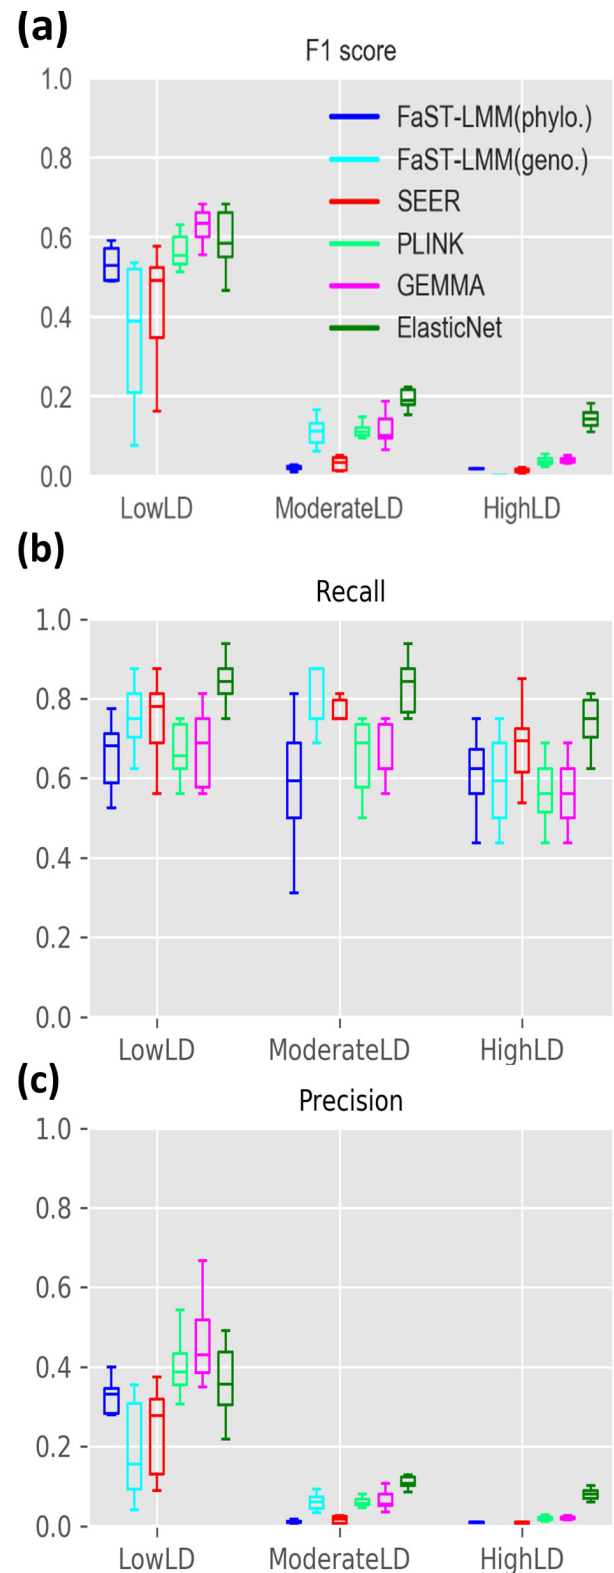 (a)
F1 score
1.0
0.8
0.6
0.4
0.2
0.0
FaST-LMM(phylo.)
FaST-LMM(geno.)
SEER
PLINK
GEMMA
ElasticNet
LowLD ModerateLD HighLD
(b)
Recall
1.0
0.8
0.6
0.4
0.2
0.0
LowLD ModerateLD HighLD
(c)
Precision
1.0
0.8
0.6
0.4
0.2
0.0
LowLD ModerateLD HighLD